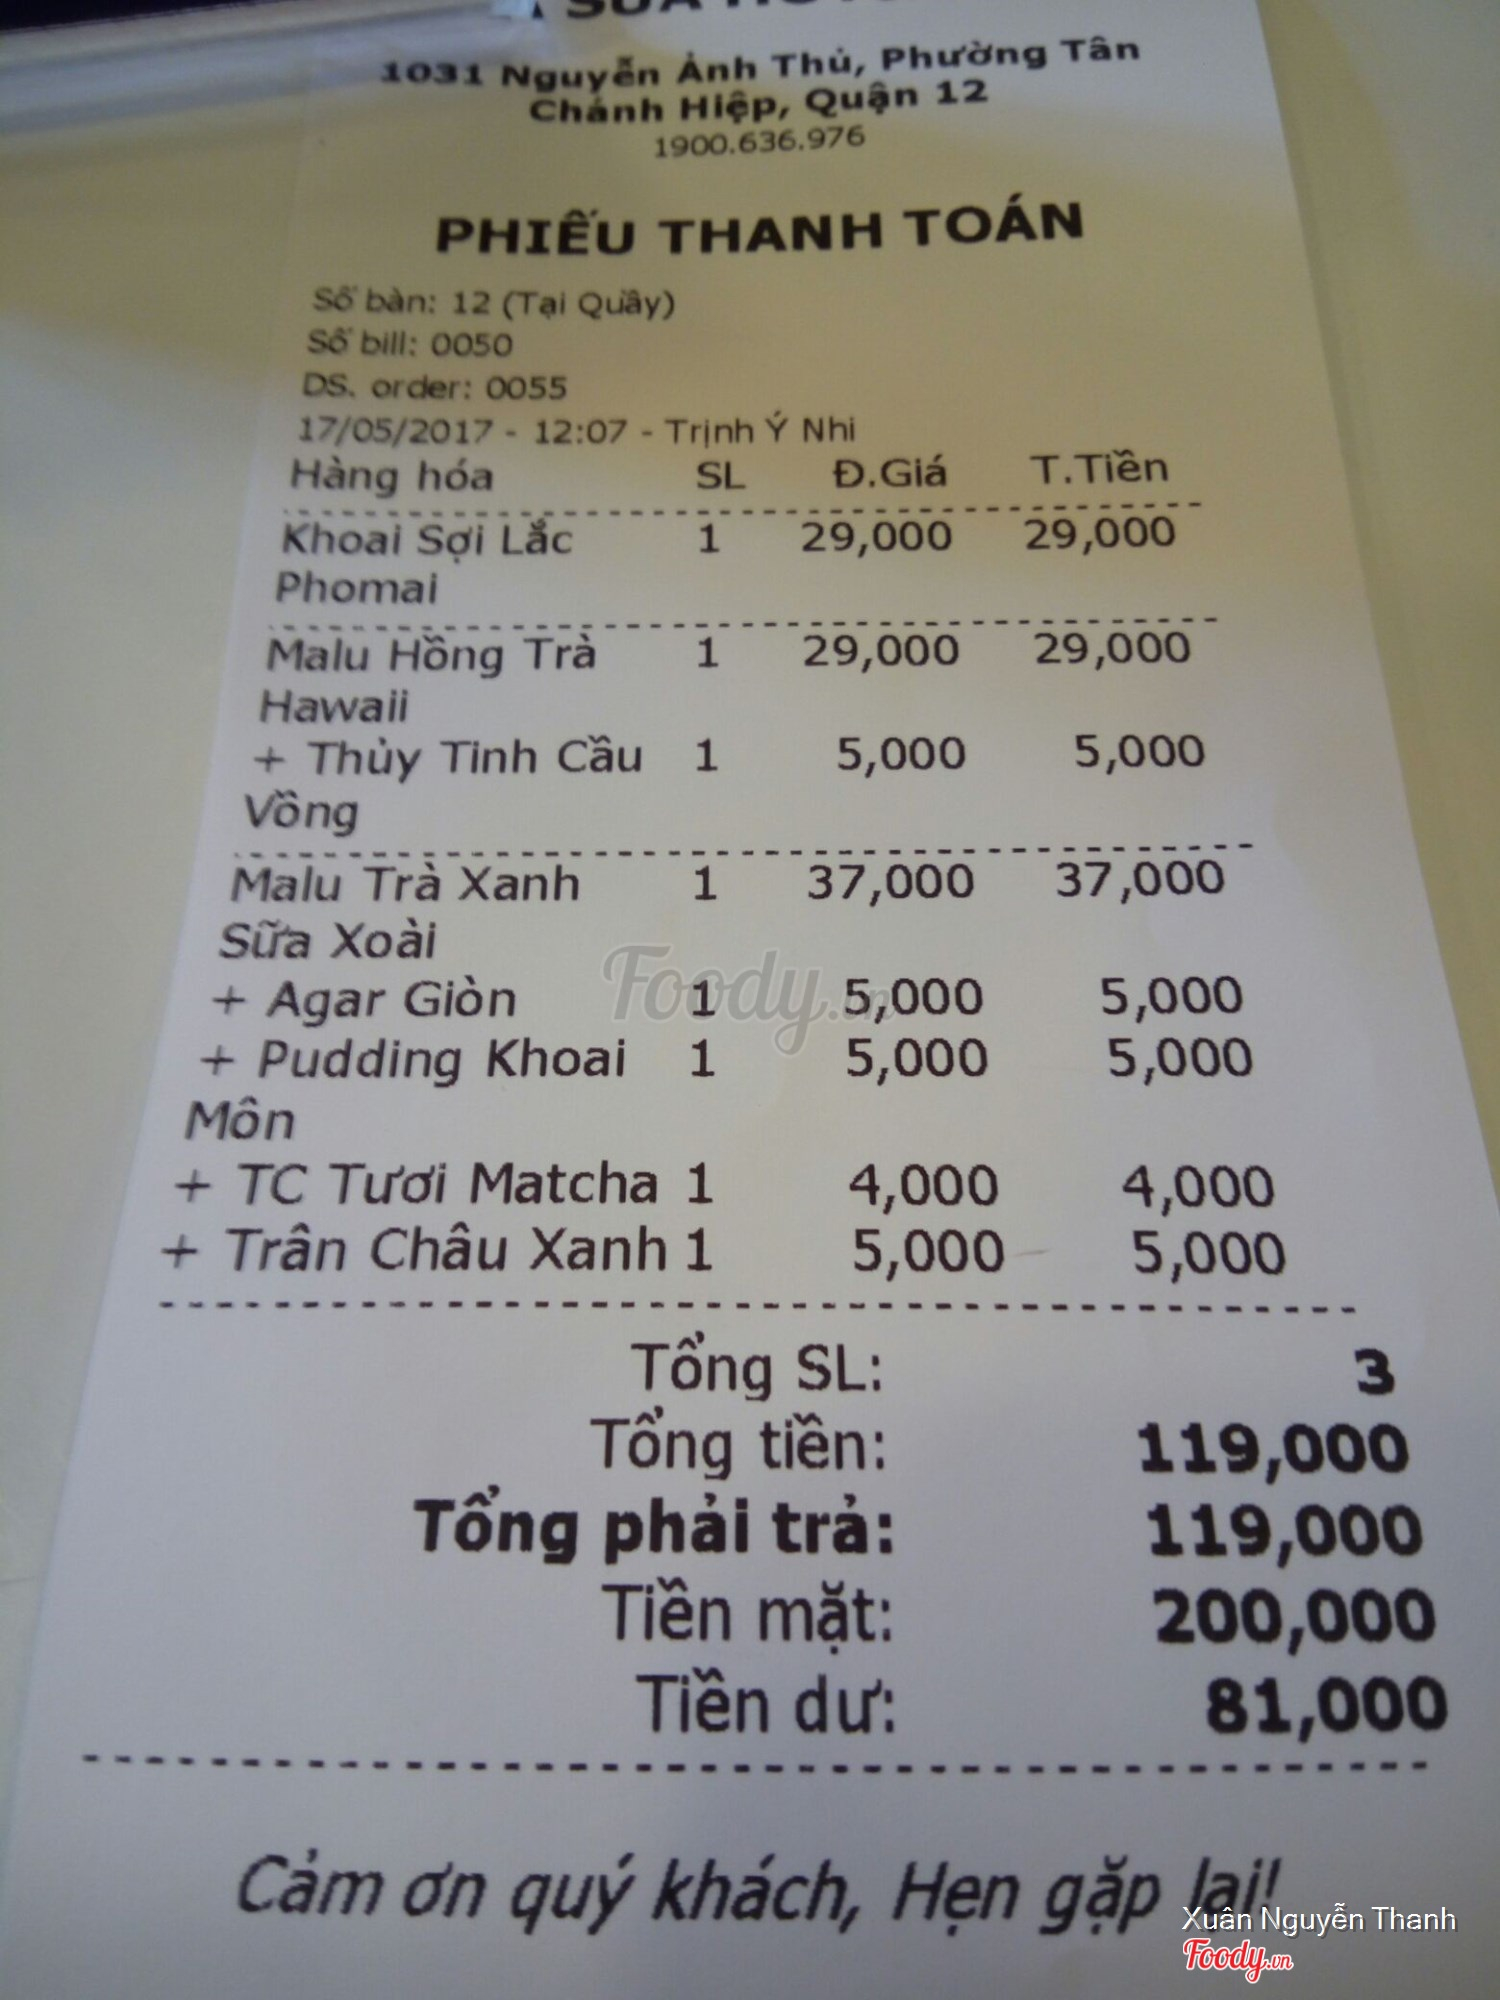 SỮA
1031 Nguyễn Ảnh Thủ, Phường Tân
Chánh Hiệp, Quận 12
1900.636.976
PHIẾU THANH TOÁN
Số bàn: 12 (Tại Quầy)
Số bill: 0050
DS. order: 0055
17/05/2017 - 12:07 - Trịnh Ý Nhi
Hàng hóa SL Đ.Giá T.Tiền
Khoai Sợi Lắc 1 29,000 29,000
Phomai
Malu Hồng Trà 1 29,000 29,000
Hawaii
+ Thủy Tinh Cầu 1 5,000 5,000
Vồng
Malu Trà Xanh 1 37,000 37,000
Sữa Xoài
+ Agar Giòn 1 5,000 5,000
+ Pudding Khoai 1 5,000 5,000
Môn
+ TC Tươi Matcha 1 4,000 4,000
+ Trân Châu Xanh 1 5,000 5,000
Tổng SL: 3
Tổng tiền: 119,000
Tổng phải trả: 119,000
Tiền mặt: 200,000
Tiền dư: 81,000
Cảm ơn quý khách, Hẹn gặp lại!
Foody.vn
Xuân Nguyễn Thanh
Foody.vn